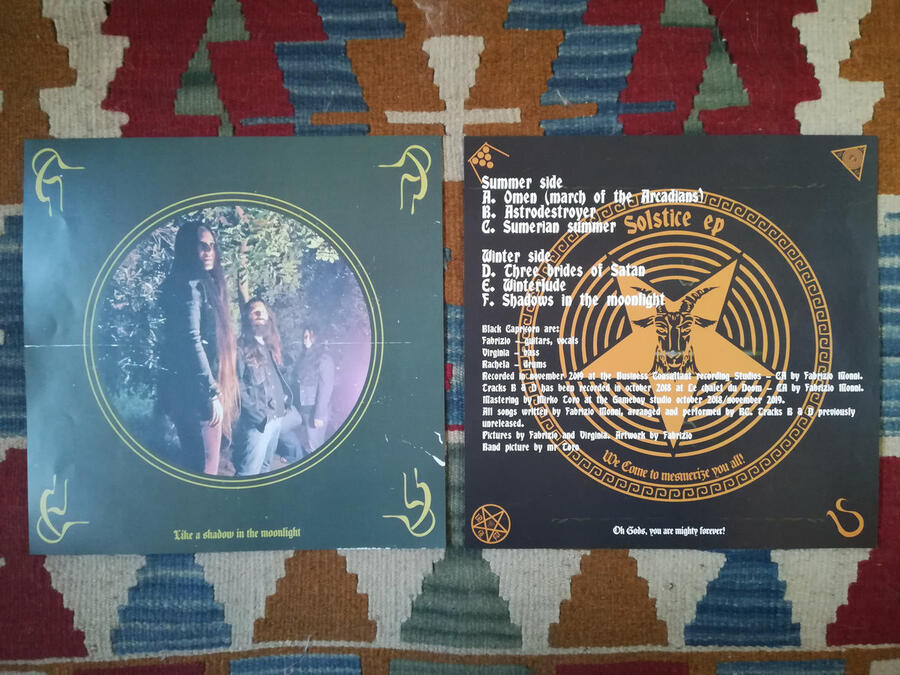 Like a shadow in the moonlight
Summer side
A. Omen (march of the Arcadians)
B. Astrodestroyer
C. Sumerian summer
Solstice ep
Winter side
D. Three brides of Satan
E. Winterlude
F. Shadows in the moonlight
Black Capricorn are:
Fabrizio – guitars, vocals
Virginia – bass
Rachela – drums
Recorded in november 2019 at the Business Consultant recording Studios – CA by Fabrizio Monni.
Tracks B & D has been recorded in october 2018 at Le chalet du Doom – CA by Fabrizio Monni.
Mastering by Mirko Toro at the Gameboy studio october 2018/november 2019.
All songs written by Fabrizio Monni, arranged and performed by BC. Tracks B & D previously
unreleased.
Pictures by Fabrizio and Virginia. Artwork by Fabrizio
Band picture by mr Toro
We Come to mesmerize you all!
Oh Gods, you are mighty forever!